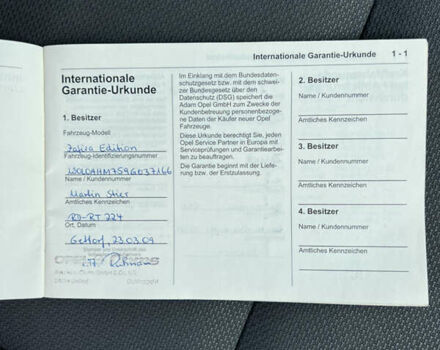 Internationale Garantie-Urkunde 1 - 1
Internationale
Garantie-Urkunde
1. Besitzer
Fahrzeug-Modell
Zafira Edition
Fahrzeug-Identifizierungsnummer
W0L0AHM759G037166
Name / Kundennummer
Martin Stier
Amtliches Kennzeichen
RD-RT 224
Ort, Datum
Gettorf, 23.03.09
i.A.
Im Einklang mit dem Bundesdaten-
schutzgesetz bzw. mit dem schwei-
zer Bundesgesetz über den
Datenschutz (DSG) speichert die
Adam Opel GmbH zum Zwecke der
Kundenbetreuung personenbezoge-
ne Daten der Käufer neuer Opel
Fahrzeuge.
Diese Urkunde berechtigt Sie, jeden
Opel Service Partner in Europa mit
Serviceprüfungen und Garantiearbei-
ten zu beauftragen.
Die Garantie beginnt mit der Liefe-
rung bzw. der Erstzulassung.
2. Besitzer
Name / Kundennummer
Amtliches Kennzeichen
3. Besitzer
Name / Kundennummer
Amtliches Kennzeichen
4. Besitzer
Name / Kundennummer
Amtliches Kennzeichen